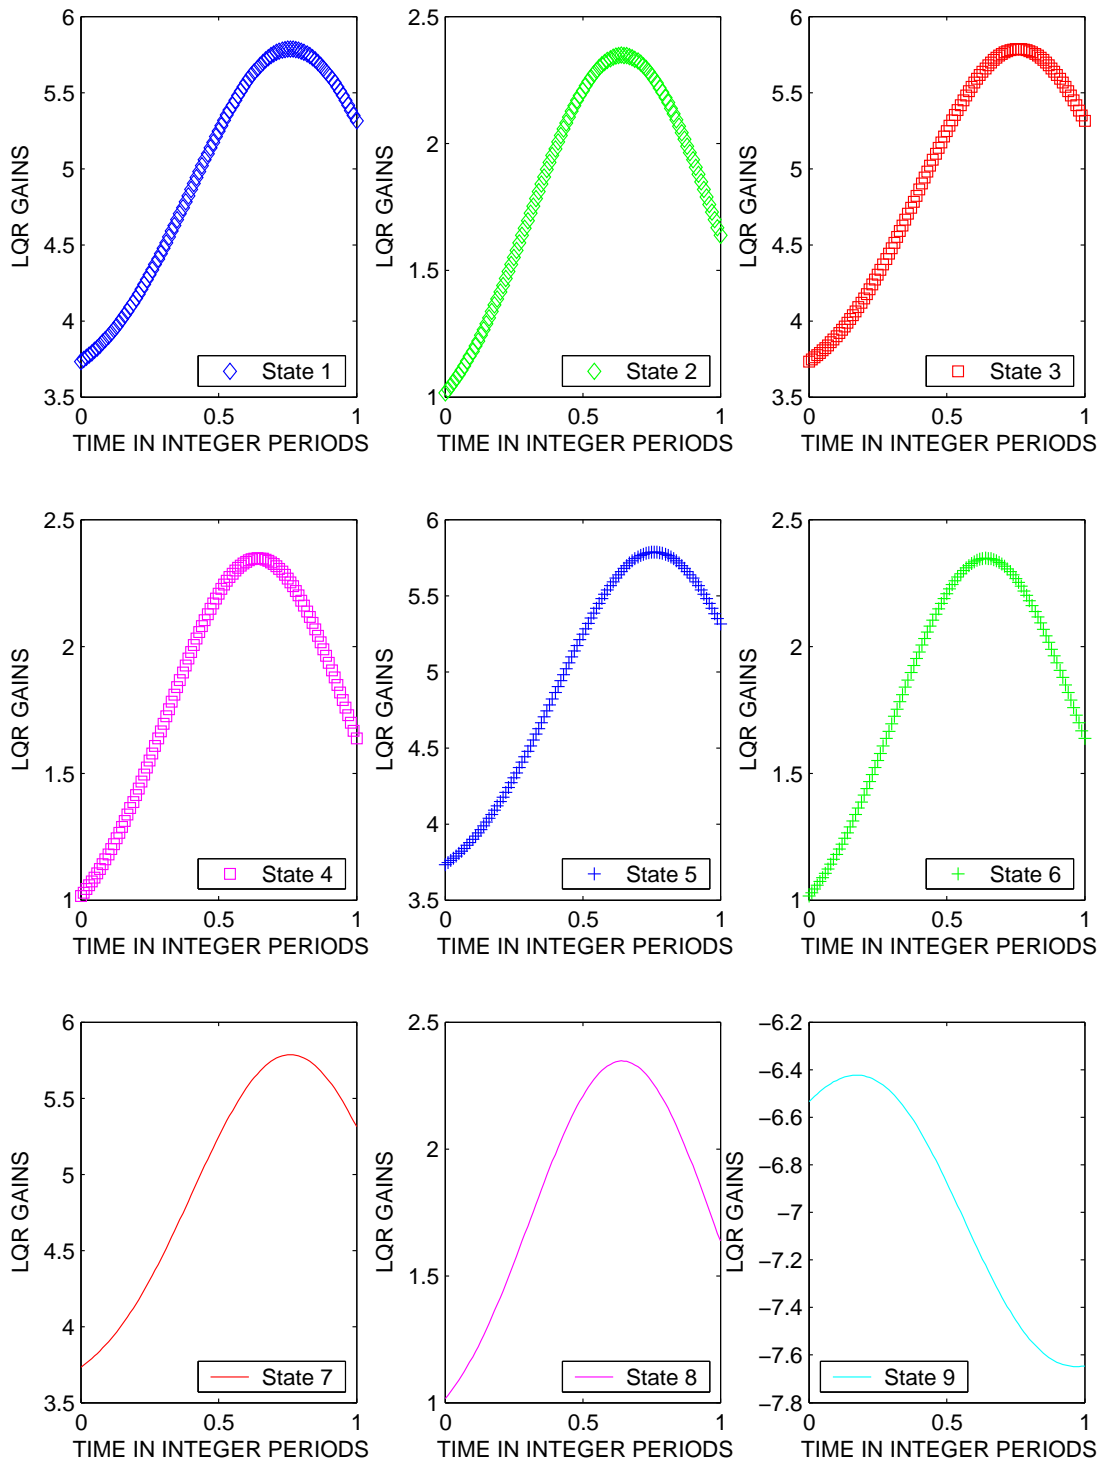 6
5.5
5
4.5
4
3.5
LQR GAINS
0 0.5 1
TIME IN INTEGER PERIODS
State 1
2.5
2
1.5
1
LQR GAINS
0 0.5 1
TIME IN INTEGER PERIODS
State 2
6
5.5
5
4.5
4
3.5
LQR GAINS
0 0.5 1
TIME IN INTEGER PERIODS
State 3
2.5
2
1.5
1
LQR GAINS
0 0.5 1
TIME IN INTEGER PERIODS
State 4
6
5.5
5
4.5
4
3.5
LQR GAINS
0 0.5 1
TIME IN INTEGER PERIODS
State 5
2.5
2
1.5
1
LQR GAINS
0 0.5 1
TIME IN INTEGER PERIODS
State 6
6
5.5
5
4.5
4
3.5
LQR GAINS
0 0.5 1
TIME IN INTEGER PERIODS
State 7
2.5
2
1.5
1
LQR GAINS
0 0.5 1
TIME IN INTEGER PERIODS
State 8
−6.2
−6.4
−6.6
−6.8
−7
−7.2
−7.4
−7.6
−7.8
LQR GAINS
0 0.5 1
TIME IN INTEGER PERIODS
State 9